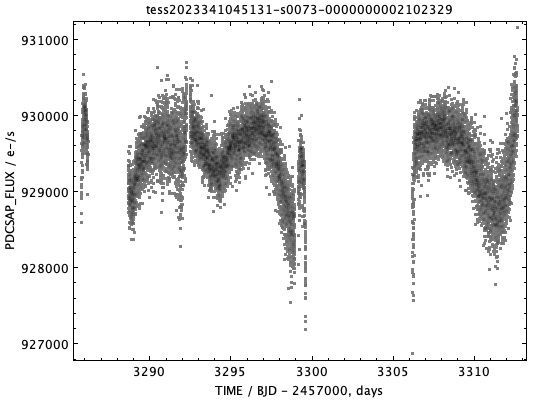 tess2023341045131-s0073-0000000002102329
931000
930000
929000
928000
927000
PDCSAP_FLUX / e-/s
3290 3295 3300 3305 3310
TIME / BJD - 2457000, days